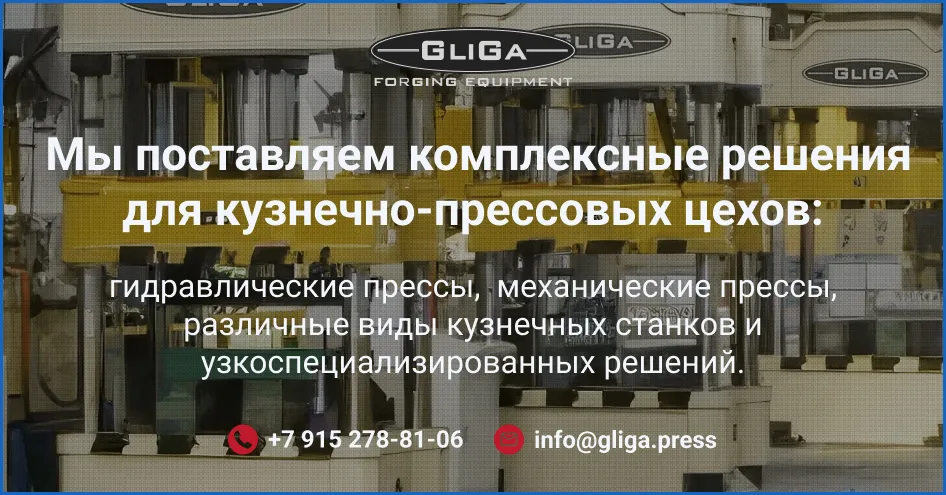 GLIGA
FORGING EQUIPMENT
GLIGA
GLIGA
Мы поставляем комплексные решения
для кузнечно-прессовых цехов:
гидравлические прессы, механические прессы,
различные виды кузнечных станков и
узкоспециализированных решений.
+7 915 278-81-06
info@gliga.press